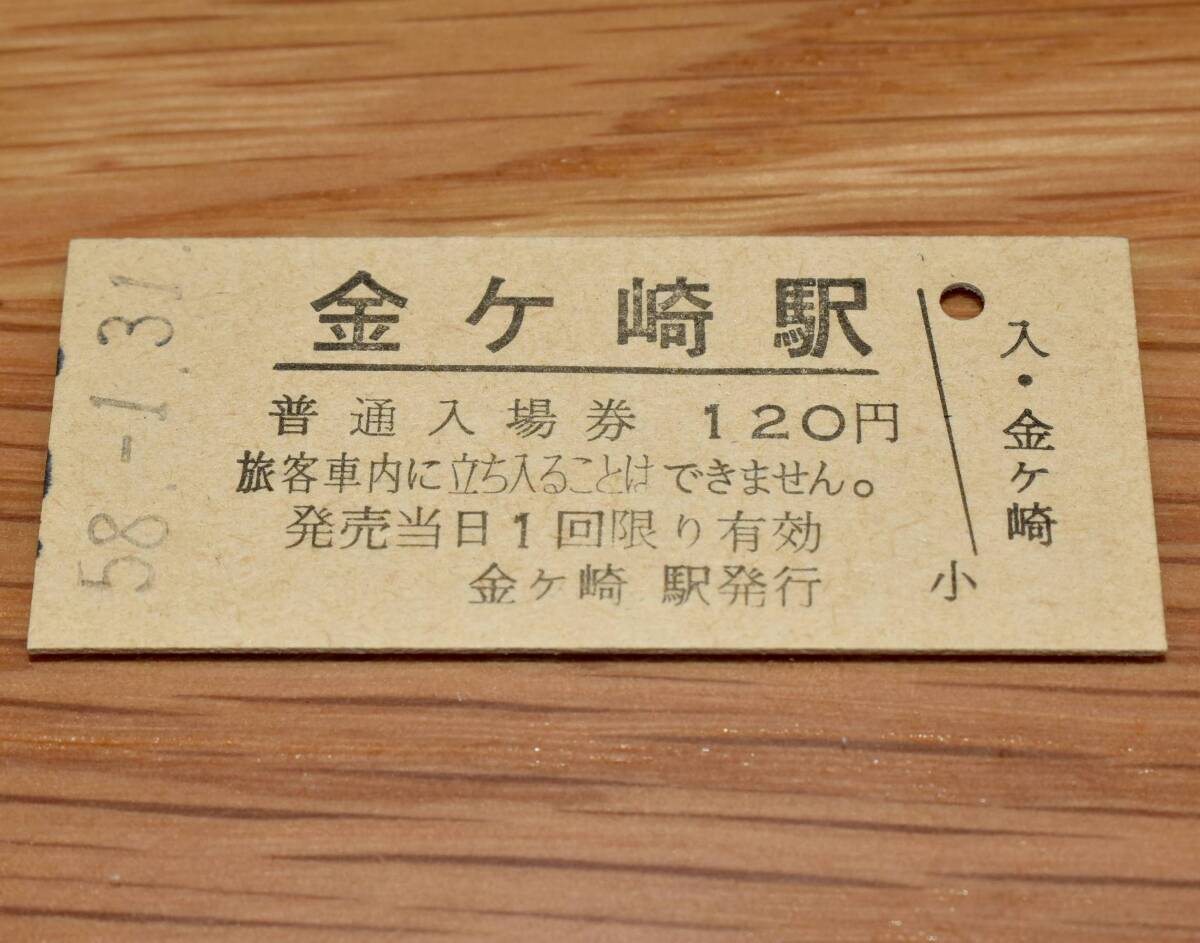 金ケ崎駅
普通入場券 120円
旅客車内に立ち入ることはできません。
発売当日1回限り有効
金ケ崎 駅発行
58.-1.31.
入・金ケ崎
小